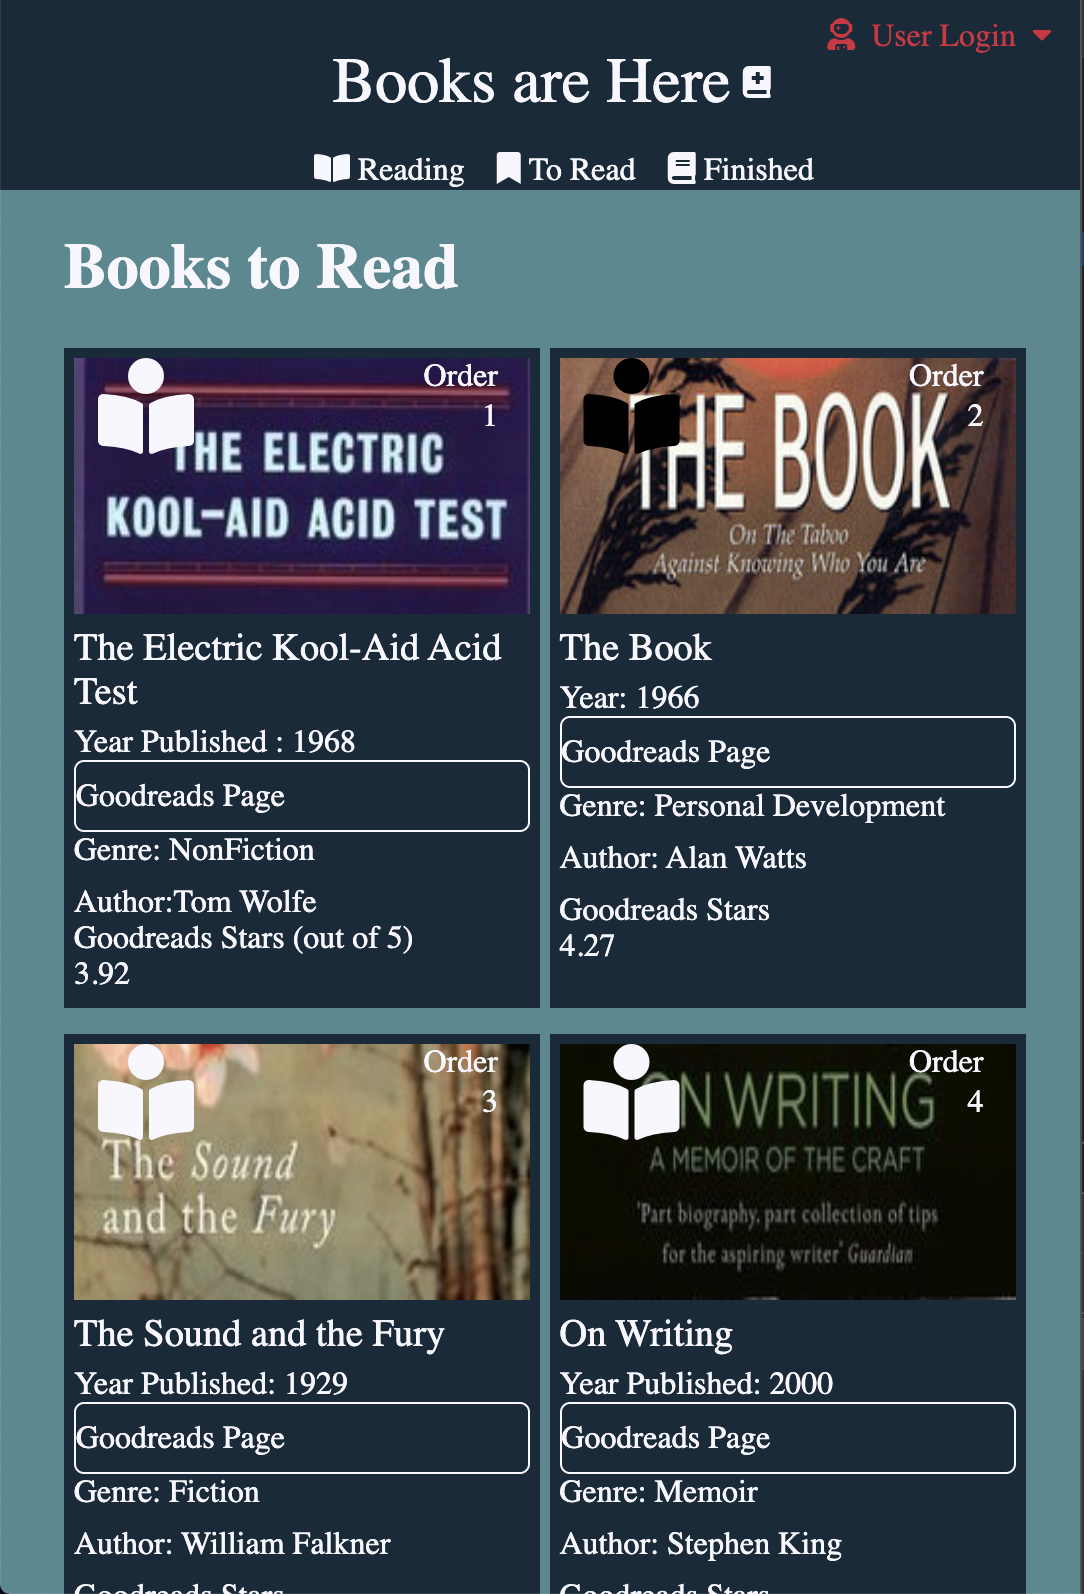 User Login
Books are Here
Reading To Read Finished
Books to Read
Order
1
THE ELECTRIC
KOOL-AID ACID TEST
The Electric Kool-Aid Acid
Test
Year Published : 1968
Goodreads Page
Genre: NonFiction
Author:Tom Wolfe
Goodreads Stars (out of 5)
3.92
Order
2
THE BOOK
On The Taboo
Against Knowing Who You Are
The Book
Year: 1966
Goodreads Page
Genre: Personal Development
Author: Alan Watts
Goodreads Stars
4.27
Order
3
The Sound
and the Fury
The Sound and the Fury
Year Published: 1929
Goodreads Page
Genre: Fiction
Author: William Falkner
Goodreads Stars
Order
4
ON WRITING
A MEMOIR OF THE CRAFT
'Part biography, part collection of tips
for the aspiring writer' Guardian
On Writing
Year Published: 2000
Goodreads Page
Genre: Memoir
Author: Stephen King
Goodreads Stars